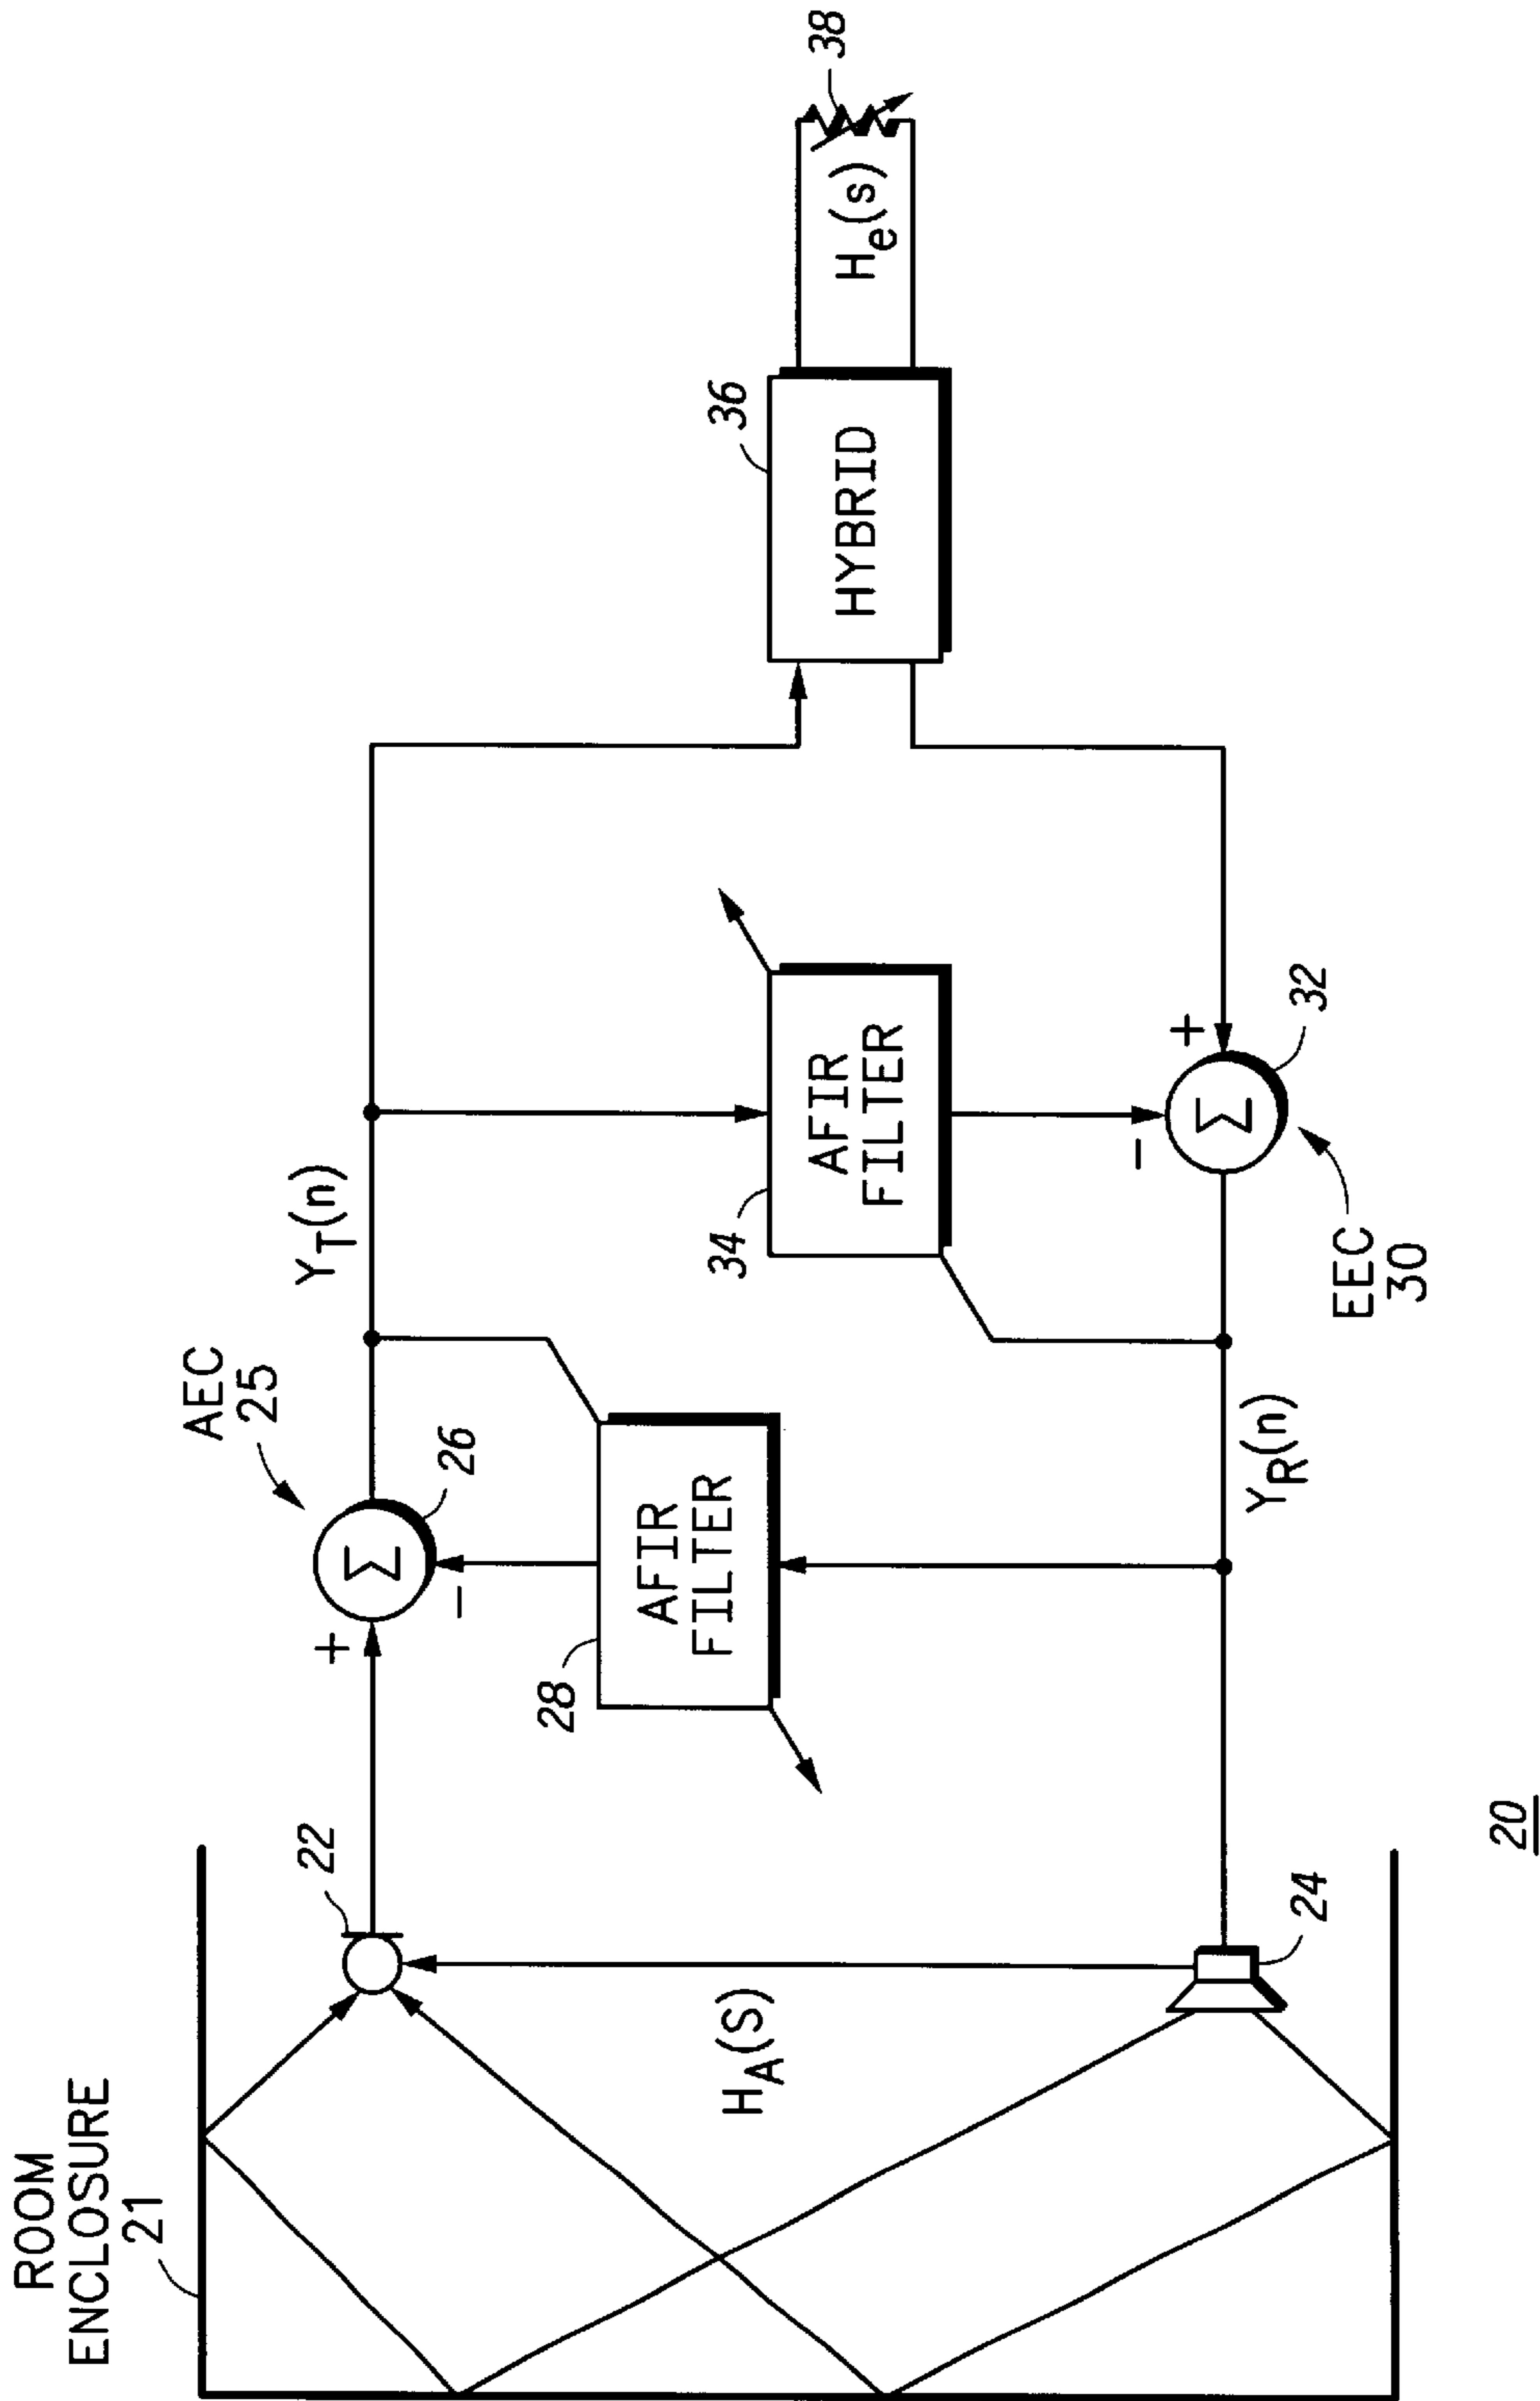 ROOM
ENCLOSURE
21
22
H_A(S)
24
AEC
25
+
Σ
-
26
28
AFIR
FILTER
Y_T(n)
Y_R(n)
34
AFIR
FILTER
-
+
Σ
32
EEC
30
36
HYBRID
H_e(s)
38
20